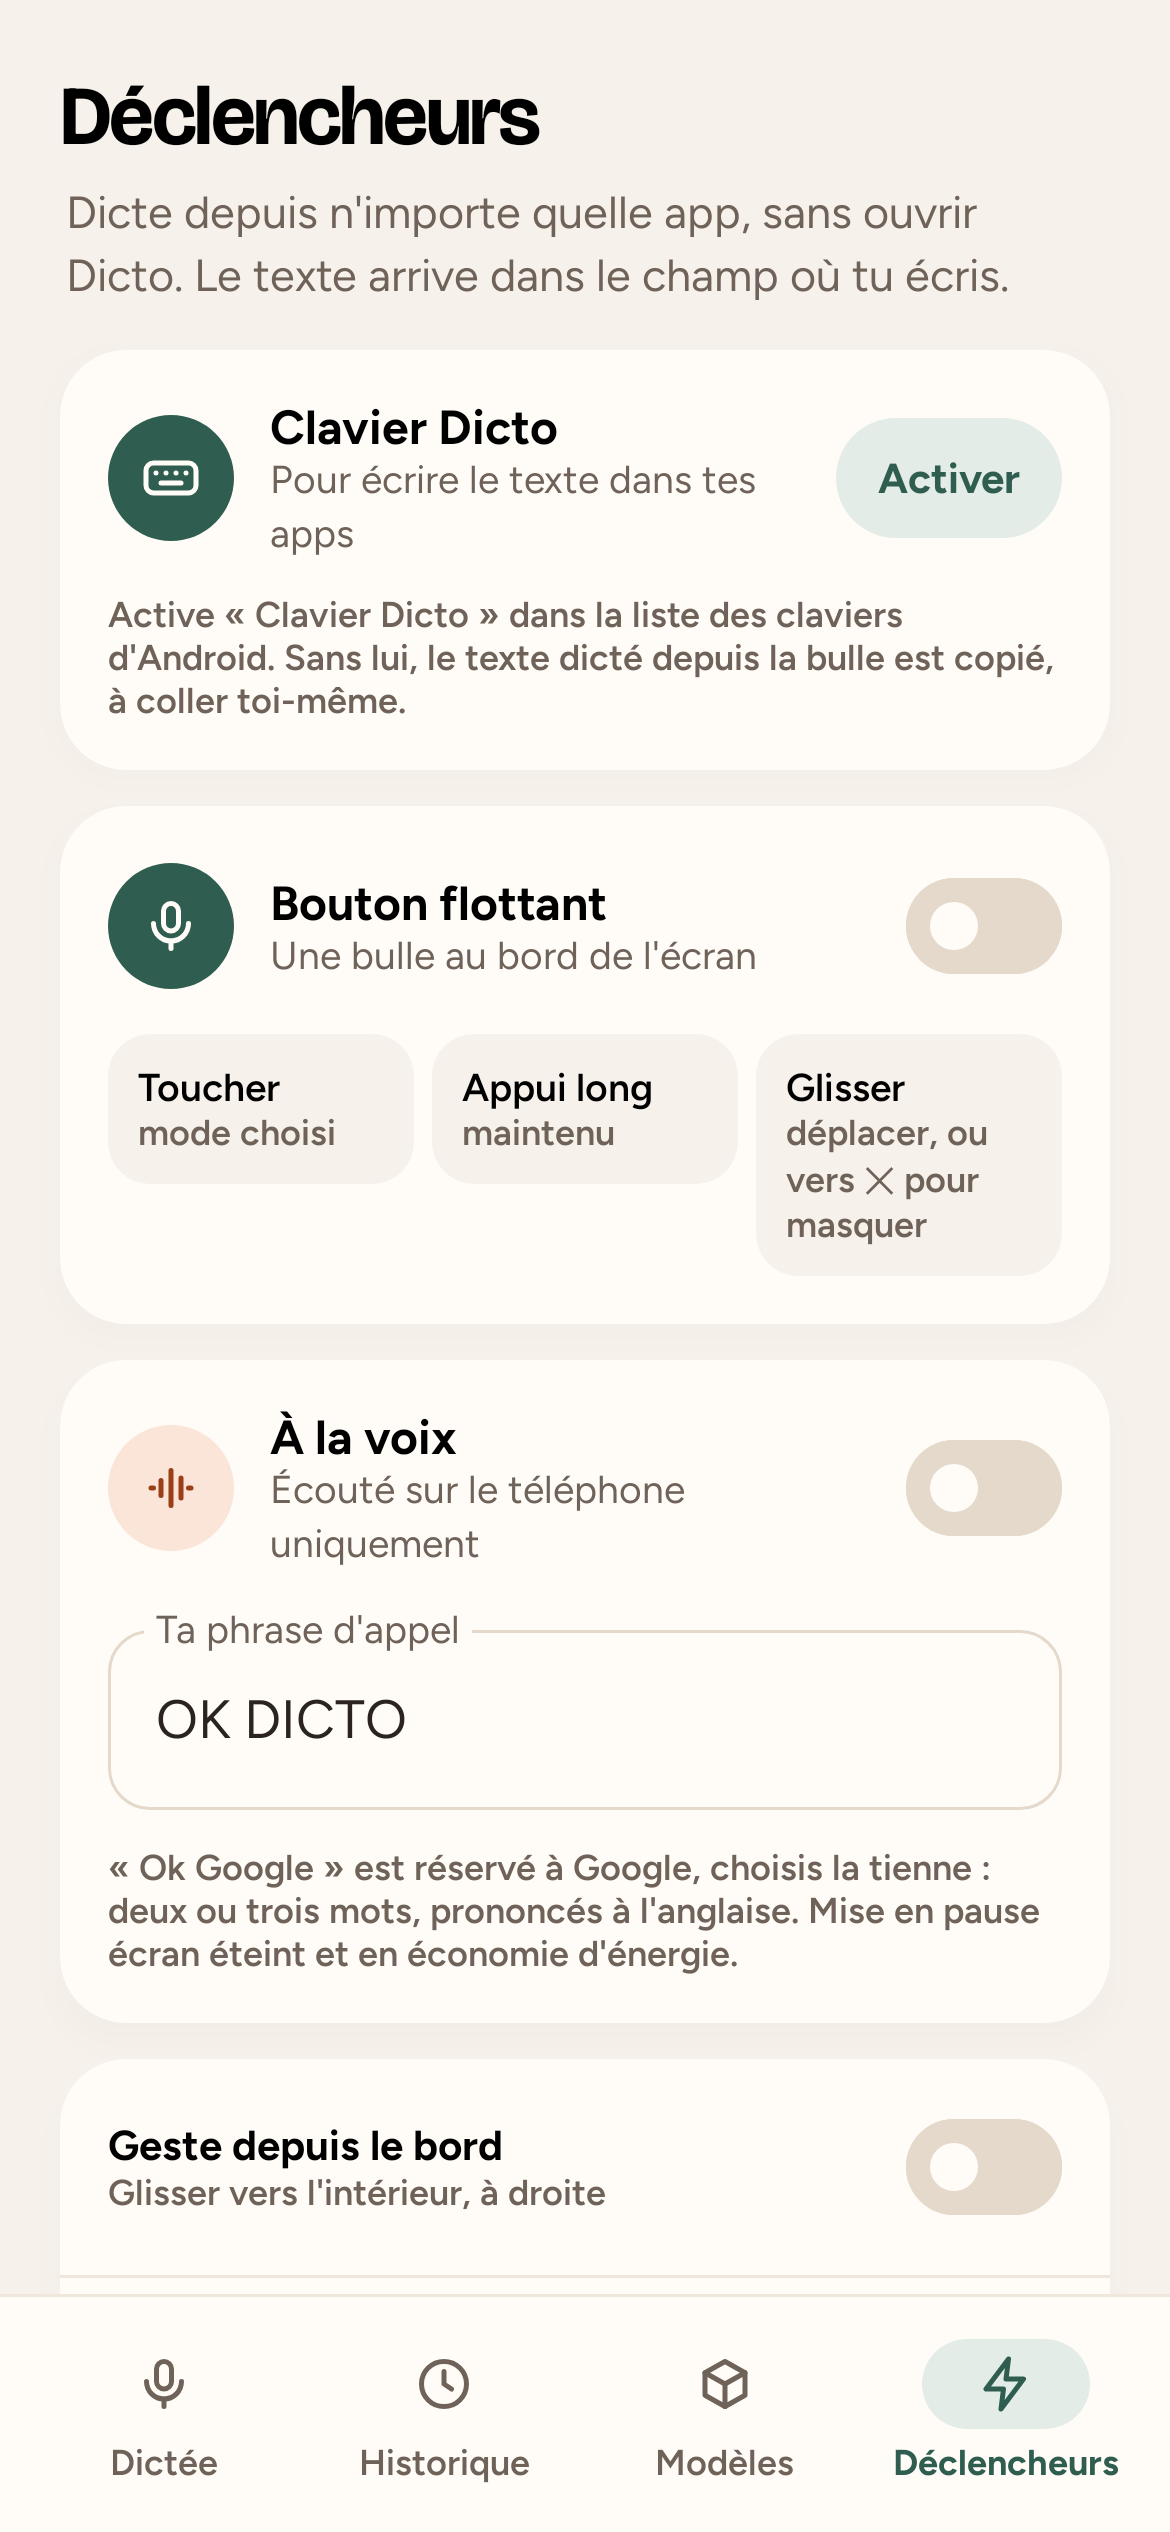 Déclencheurs
Dicte depuis n'importe quelle app, sans ouvrir
Dicto. Le texte arrive dans le champ où tu écris.
Clavier Dicto
Pour écrire le texte dans tes
apps
Activer
Active « Clavier Dicto » dans la liste des claviers
d'Android. Sans lui, le texte dicté depuis la bulle est copié,
à coller toi-même.
Bouton flottant
Une bulle au bord de l'écran
Toucher
mode choisi
Appui long
maintenu
Glisser
déplacer, ou
vers ✕ pour
masquer
À la voix
Écouté sur le téléphone
uniquement
Ta phrase d'appel
OK DICTO
« Ok Google » est réservé à Google, choisis la tienne :
deux ou trois mots, prononcés à l'anglaise. Mise en pause
écran éteint et en économie d'énergie.
Geste depuis le bord
Glisser vers l'intérieur, à droite
Dictée
Historique
Modèles
Déclencheurs